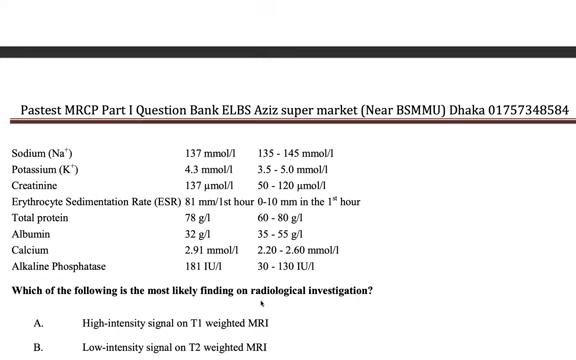 Pastest MRCP Part I Question Bank ELBS Aziz super market (Near BSMMU) Dhaka 01757348584
Sodium (Na⁺) 137 mmol/l 135 - 145 mmol/l
Potassium (K⁺) 4.3 mmol/l 3.5 - 5.0 mmol/l
Creatinine 137 µmol/l 50 - 120 µmol/l
Erythrocyte Sedimentation Rate (ESR) 81 mm/1st hour 0-10 mm in the 1st hour
Total protein 78 g/l 60 - 80 g/l
Albumin 32 g/l 35 - 55 g/l
Calcium 2.91 mmol/l 2.20 - 2.60 mmol/l
Alkaline Phosphatase 181 IU/l 30 - 130 IU/l
Which of the following is the most likely finding on radiological investigation?
A. High-intensity signal on T1 weighted MRI
B. Low-intensity signal on T2 weighted MRI